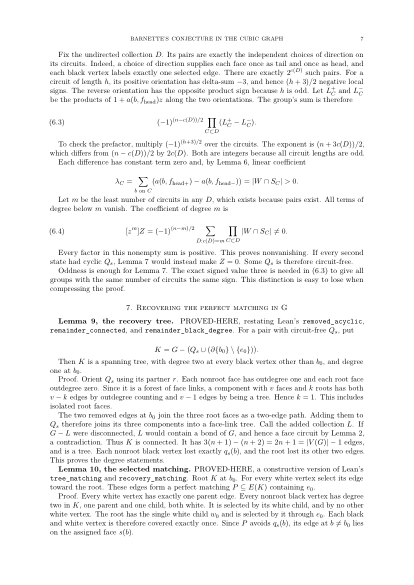 BARNETTE'S CONJECTURE IN THE CUBIC GRAPH 7
Fix the undirected collection D. Its pairs are exactly the independent choices of direction on
its circuits. Indeed, a choice of direction supplies each face once as tail and once as head, and
each black vertex labels exactly one selected edge. There are exactly 2^{c(D)} such pairs. For a
circuit of length h, its positive orientation has delta-sum −3, and hence (h + 3)/2 negative local
signs. The reverse orientation has the opposite product sign because h is odd. Let L_C^+ and L_C^-
be the products of 1 + a(b, f_head)z along the two orientations. The group's sum is therefore
(6.3) (−1)^{(n−c(D))/2} ∏_{C⊂D} (L_C^+ − L_C^-).
To check the prefactor, multiply (−1)^{(h+3)/2} over the circuits. The exponent is (n + 3c(D))/2,
which differs from (n − c(D))/2 by 2c(D). Both are integers because all circuit lengths are odd.
Each difference has constant term zero and, by Lemma 6, linear coefficient
λ_C = ∑_{b on C} (a(b, f_head+) − a(b, f_head−)) = |W ∩ S_C| > 0.
Let m be the least number of circuits in any D, which exists because pairs exist. All terms of
degree below m vanish. The coefficient of degree m is
(6.4) [z^m]Z = (−1)^{(n−m)/2} ∑_{D:c(D)=m} ∏_{C⊂D} |W ∩ S_C| ≠ 0.
Every factor in this nonempty sum is positive. This proves nonvanishing. If every second
state had cyclic Q_s, Lemma 7 would instead make Z = 0. Some Q_s is therefore circuit-free.
Oddness is enough for Lemma 7. The exact signed value three is needed in (6.3) to give all
groups with the same number of circuits the same sign. This distinction is easy to lose when
compressing the proof.
7. Recovering the perfect matching in G
Lemma 9, the recovery tree. PROVED-HERE, restating Lean's removed_acyclic,
remainder_connected, and remainder_black_degree. For a pair with circuit-free Q_s, put
K = G − (Q_s ∪ (∂{b_0} \ {e_0})).
Then K is a spanning tree, with degree two at every black vertex other than b_0, and degree
one at b_0.
Proof. Orient Q_s using its partner r. Each nonroot face has outdegree one and each root face
outdegree zero. Since it is a forest of face links, a component with v faces and k roots has both
v − k edges by outdegree counting and v − 1 edges by being a tree. Hence k = 1. This includes
isolated root faces.
The two removed edges at b_0 join the three root faces as a two-edge path. Adding them to
Q_s therefore joins its three components into a face-link tree. Call the added collection L. If
G − L were disconnected, L would contain a bond of G, and hence a face circuit by Lemma 2,
a contradiction. Thus K is connected. It has 3(n + 1) − (n + 2) = 2n + 1 = |V(G)| − 1 edges,
and is a tree. Each nonroot black vertex lost exactly q_s(b), and the root lost its other two edges.
This proves the degree statements.
Lemma 10, the selected matching. PROVED-HERE, a constructive version of Lean's
tree_matching and recovery_matching. Root K at b_0. For every white vertex select its edge
toward the root. These edges form a perfect matching P ⊆ E(K) containing e_0.
Proof. Every white vertex has exactly one parent edge. Every nonroot black vertex has degree
two in K, one parent and one child, both white. It is selected by its white child, and by no other
white vertex. The root has the single white child w_0 and is selected by it through e_0. Each black
and white vertex is therefore covered exactly once. Since P avoids q_s(b), its edge at b ≠ b_0 lies
on the assigned face s(b).